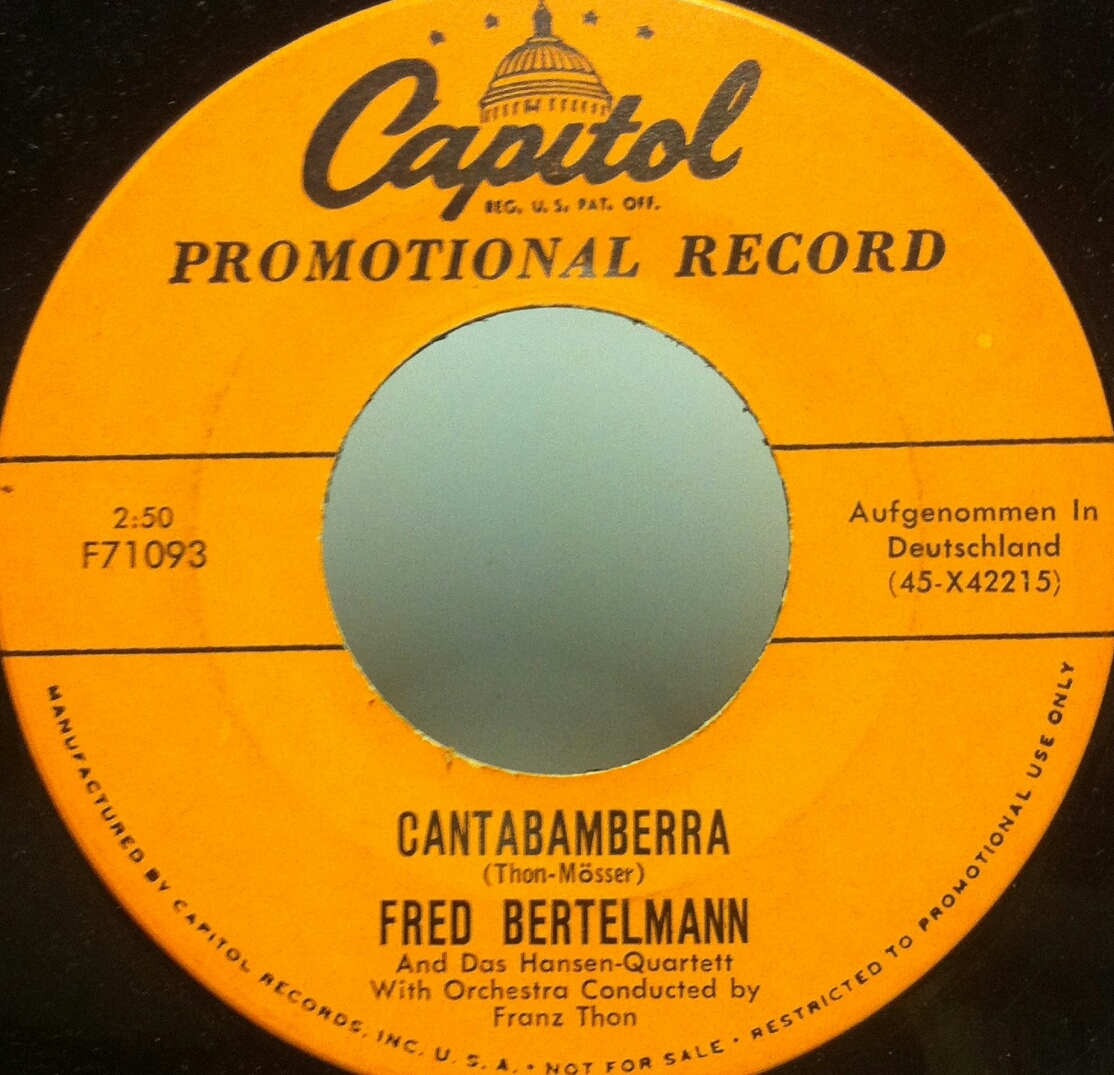 Capitol
REG. U. S. PAT. OFF.
PROMOTIONAL RECORD
2:50
F71093
Aufgenommen In
Deutschland
(45-X42215)
CANTABAMBERRA
(Thon-Mösser)
FRED BERTELMANN
And Das Hansen-Quartett
With Orchestra Conducted by
Franz Thon
MANUFACTURED BY CAPITOL RECORDS, INC. U. S. A. • NOT FOR SALE • RESTRICTED TO PROMOTIONAL USE ONLY